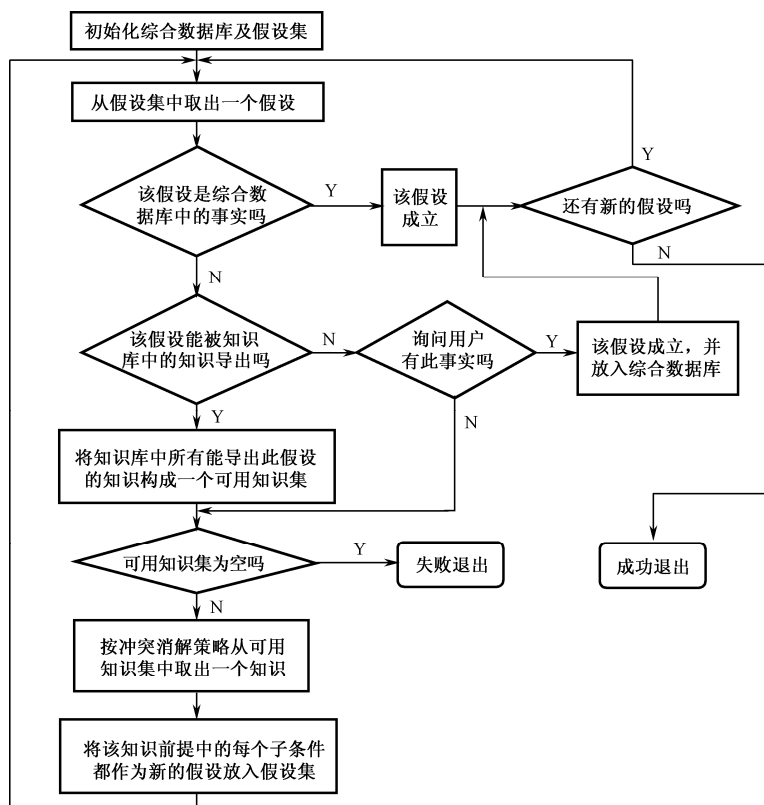 初始化综合数据库及假设集
从假设集中取出一个假设
该假设是综合数
据库中的事实吗
Y
该假设
成立
还有新的假设吗
Y
N
N
该假设能被知识
库中的知识导出吗
N
询问用户
有此事实吗
Y
该假设成立，并
放入综合数据库
Y
N
将知识库中所有能导出此假设
的知识构成一个可用知识集
可用知识集为空吗
Y
失败退出
成功退出
N
按冲突消解策略从可用
知识集中取出一个知识
将该知识前提中的每个子条件
都作为新的假设放入假设集